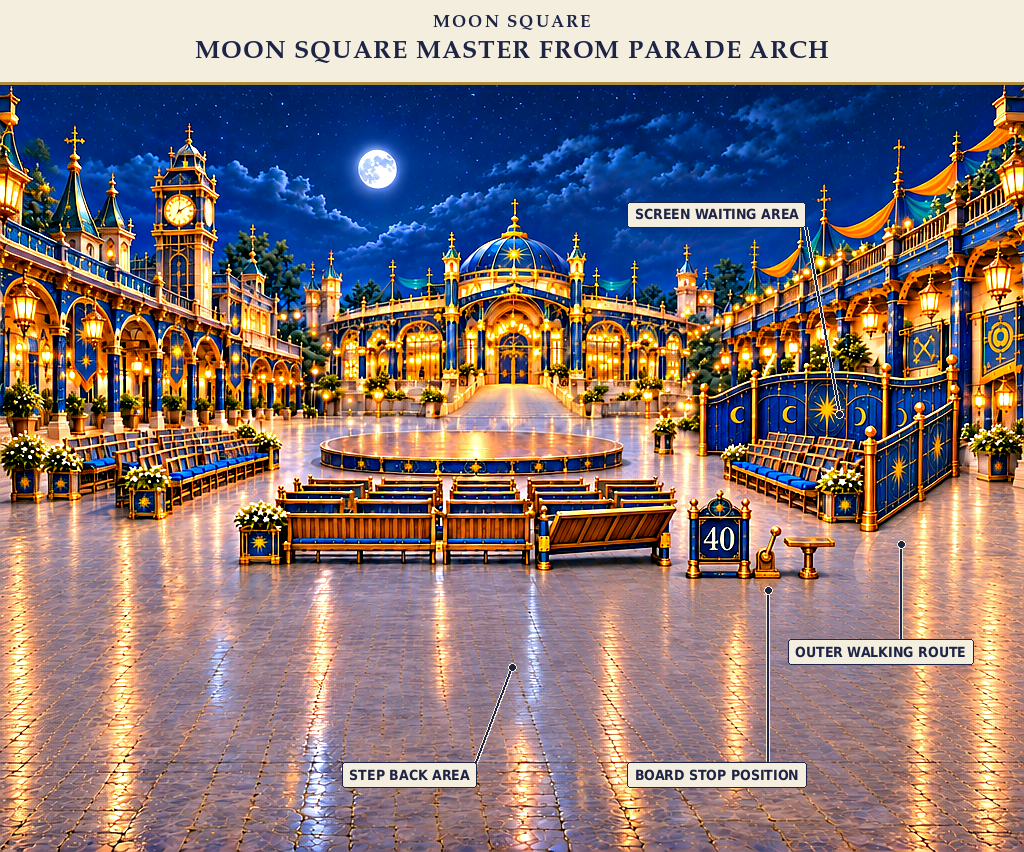 MOON SQUARE
MOON SQUARE MASTER FROM PARADE ARCH
SCREEN WAITING AREA
40
OUTER WALKING ROUTE
STEP BACK AREA
BOARD STOP POSITION